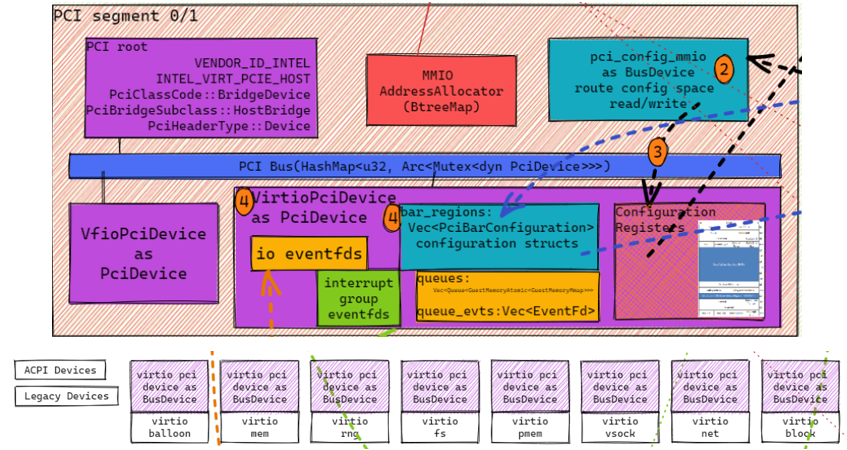 PCI segment 0/1
PCI root
VENDOR_ID_INTEL
INTEL_VIRT_PCIE_HOST
PciClassCode::BridgeDevice
PciBridgeSubclass::HostBridge
PciHeaderType::Device
MMIO
AddressAllocator
(BtreeMap)
pci_config_mmio
as BusDevice
route config space
read/write
2
3
PCI Bus(HashMap<u32, Arc<Mutex<dyn PciDevice>>>)
VfioPciDevice
as
PciDevice
4
VirtioPciDevice
as PciDevice
io eventfds
interrupt
group
eventfds
4
bar_regions:
Vec<PciBarConfiguration>
configuration structs
queues:
Vec<Queue<GuestMemoryAtomic<GuestMemoryMmap>>>
queue_evts:Vec<EventFd>
Configuration
Registers
ACPI Devices
Legacy Devices
virtio pci
device as
BusDevice
virtio
balloon
virtio pci
device as
BusDevice
virtio
mem
virtio pci
device as
BusDevice
virtio
rng
virtio pci
device as
BusDevice
virtio
fs
virtio pci
device as
BusDevice
virtio
pmem
virtio pci
device as
BusDevice
virtio
vsock
virtio pci
device as
BusDevice
virtio
net
virtio pci
device as
BusDevice
virtio
block